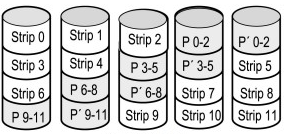 Strip 0 Strip 1 Strip 2 P 0-2 P´ 0-2
Strip 3 Strip 4 P 3-5 P´ 3-5 Strip 5
Strip 6 P 6-8 P´ 6-8 Strip 7 Strip 8
P 9-11 P´ 9-11 Strip 9 Strip 10 Strip 11